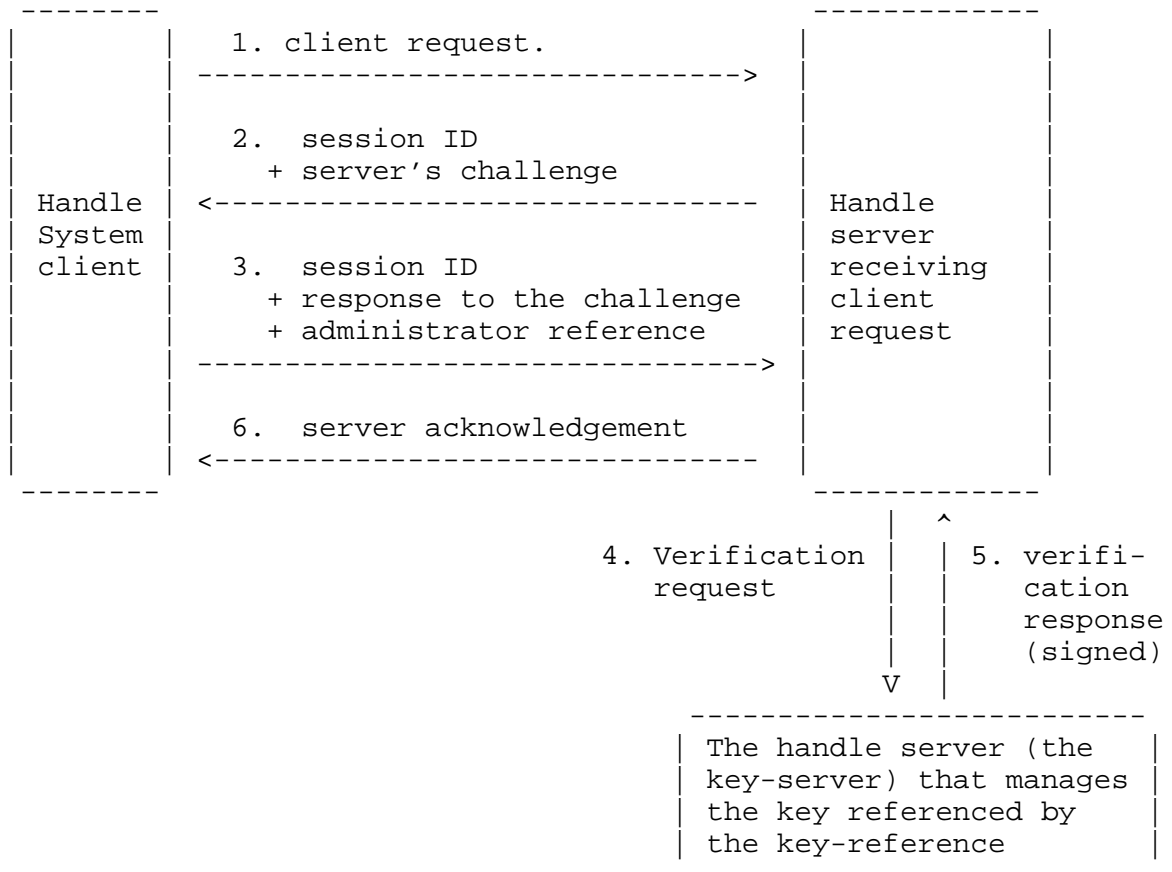 1. client request.
2. session ID
+ server's challenge
Handle
System
client
Handle
server
receiving
client
request
3. session ID
+ response to the challenge
+ administrator reference
6. server acknowledgement
4. Verification
request
5. verifi-
cation
response
(signed)
The handle server (the
key-server) that manages
the key referenced by
the key-reference